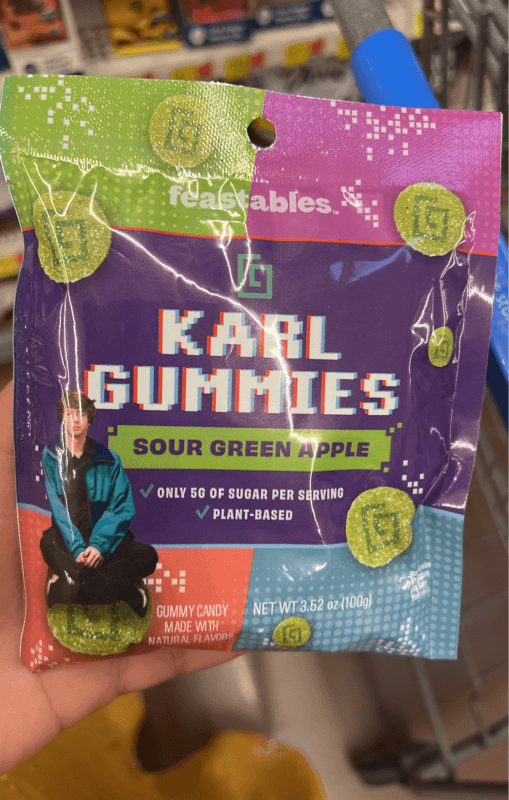 feastables™
KARL
GUMMIES
SOUR GREEN APPLE
✓ ONLY 5G OF SUGAR PER SERVING
✓ PLANT-BASED
GUMMY CANDY
MADE WITH
NATURAL FLAVORS
NET WT 3.52 oz (100g)